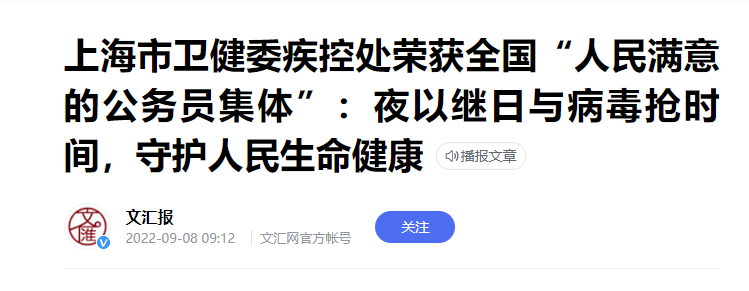 上海市卫健委疾控处荣获全国“人民满意
的公务员集体”：夜以继日与病毒抢时
间，守护人民生命健康 播报文章
文汇 文汇报
2022-09-08 09:12 文汇网官方帐号 关注